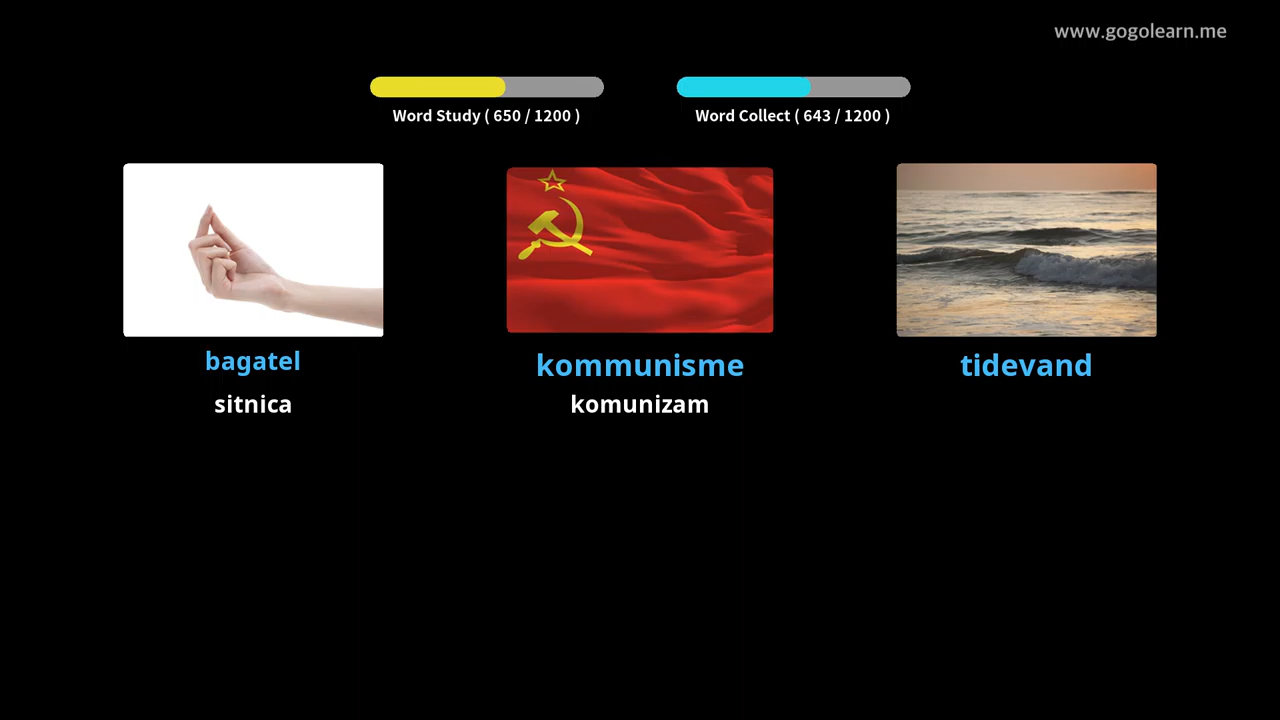 www.gogolearn.me
Word Study ( 650 / 1200 )
Word Collect ( 643 / 1200 )
bagatel
kommunisme
tidevand
sitnica
komunizam